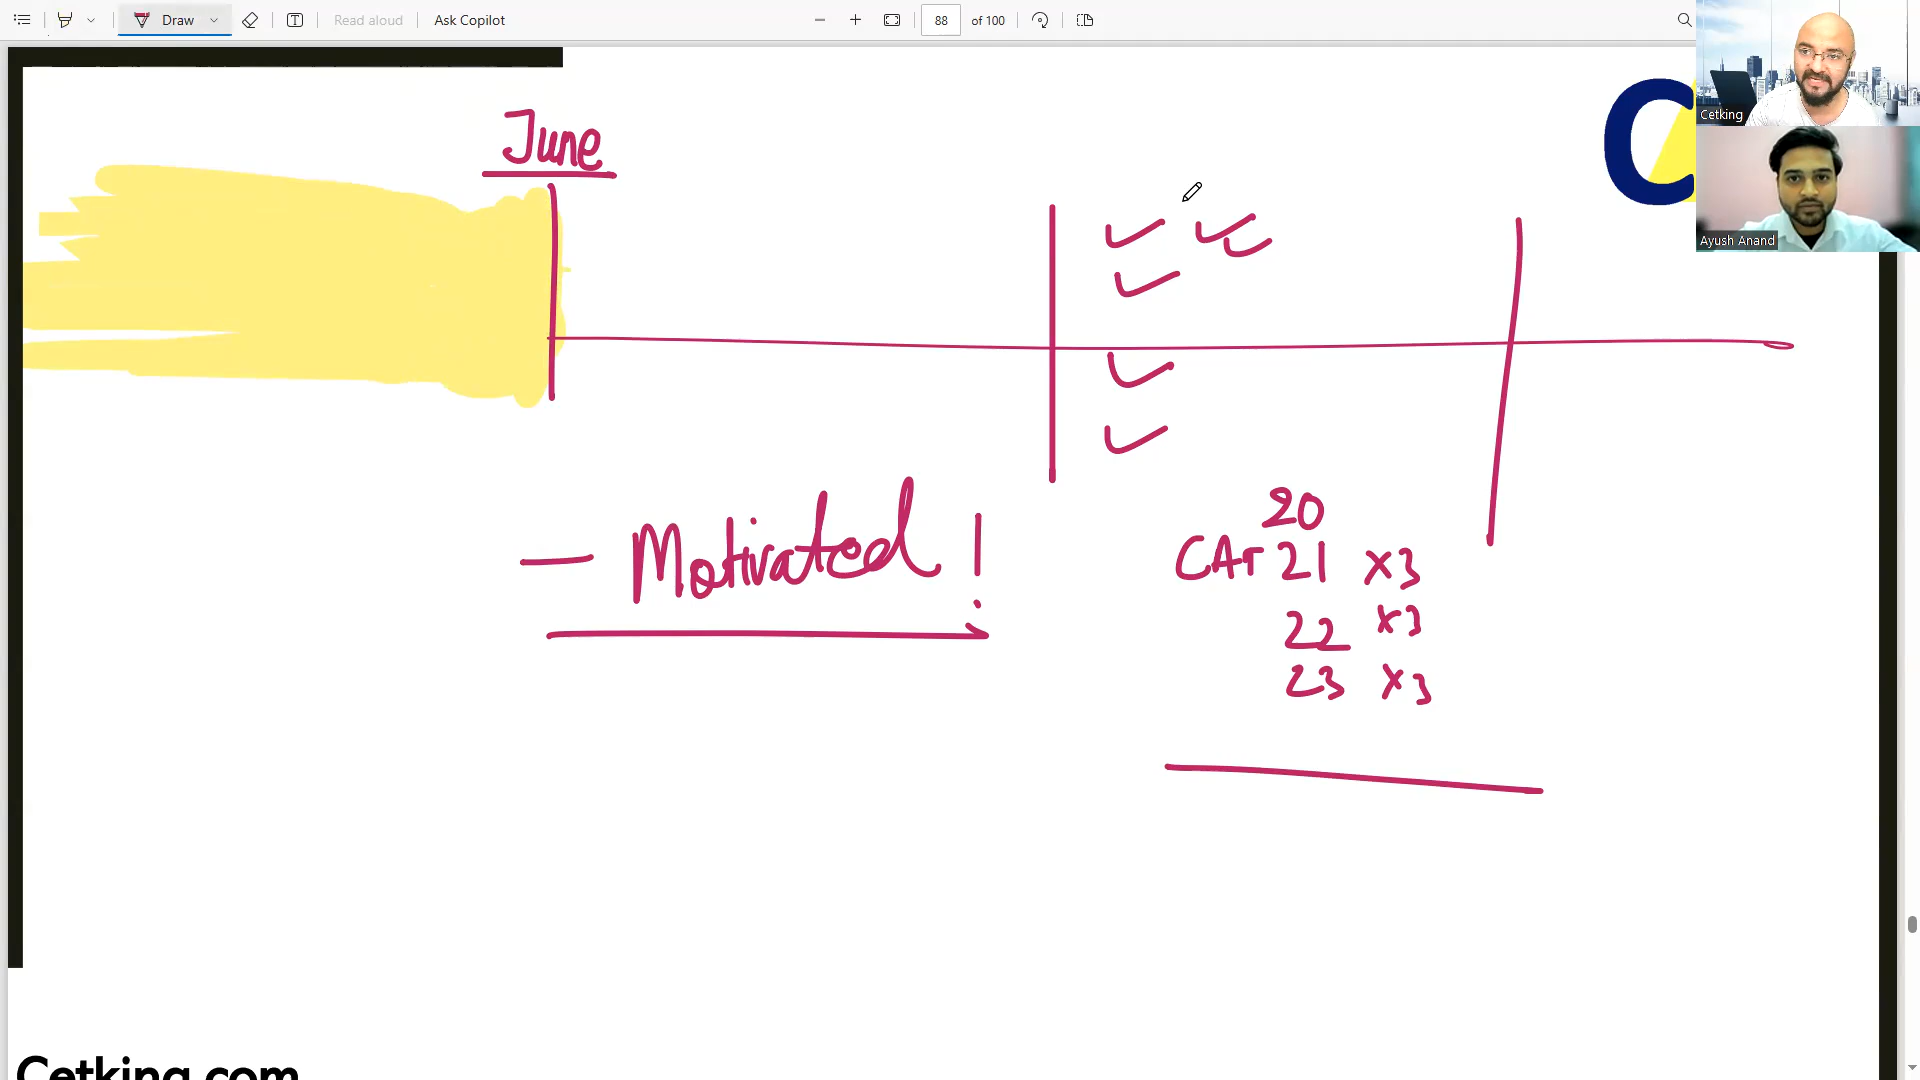 Draw
Read aloud
Ask Copilot
88
of 100
Cetking
Ayush Anand
June
- Motivated!
20
CAT 21 x3
22 x3
23 x3
Cetking.com